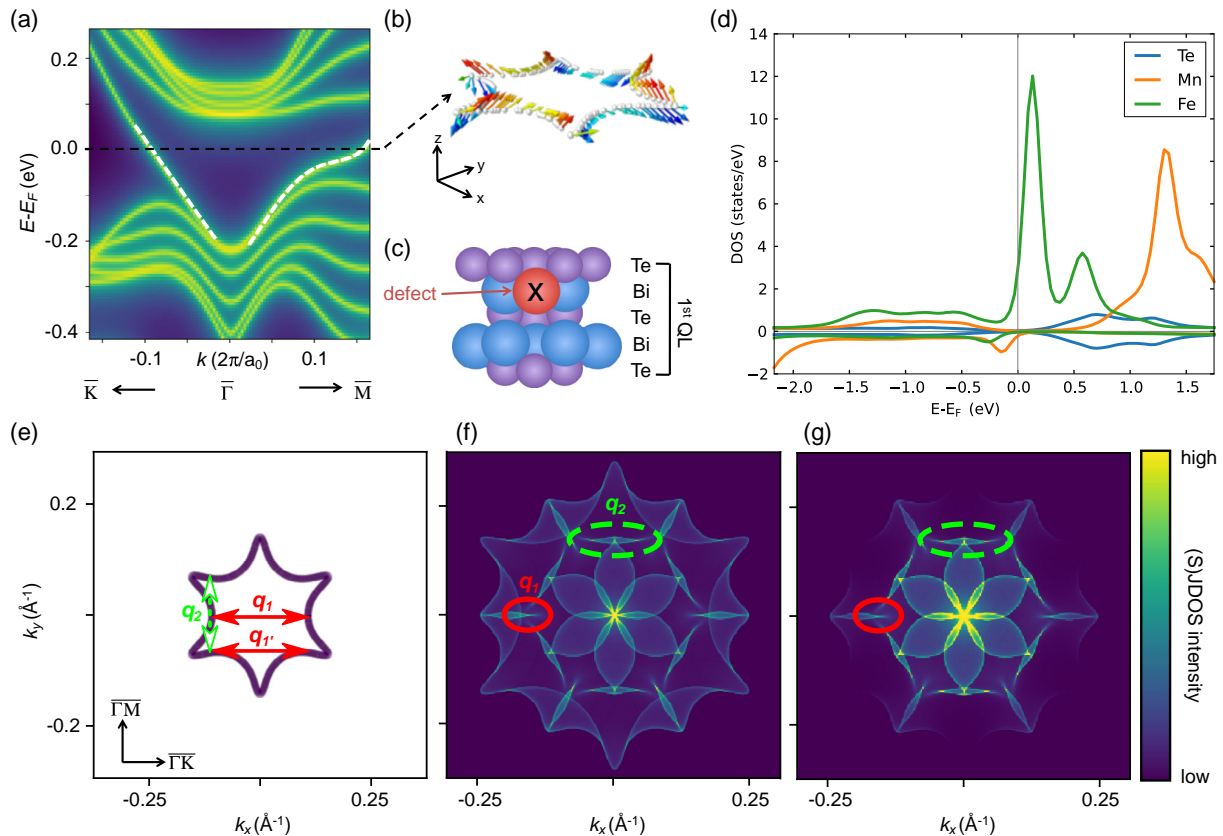 (a)
0.2
0.0
-0.2
-0.4
E-E_F (eV)
-0.1
k (2π/a₀)
0.1
K
Γ
M
(b)
z
y
x
(c)
defect
X
Te
Bi
Te
Bi
Te
1st QL
(d)
14
12
10
8
6
4
2
0
−2
DOS (states/eV)
Te
Mn
Fe
−2.0
−1.5
−1.0
−0.5
0.0
0.5
1.0
1.5
E-E_F (eV)
(e)
0.2
-0.2
k_y (Å⁻¹)
q₂
q₁
q₁'
ΓM
ΓK
-0.25
0.25
k_x (Å⁻¹)
(f)
q₂
q₁
-0.25
0.25
k_x (Å⁻¹)
(g)
-0.25
0.25
k_x (Å⁻¹)
high
low
(S)JDOS intensity